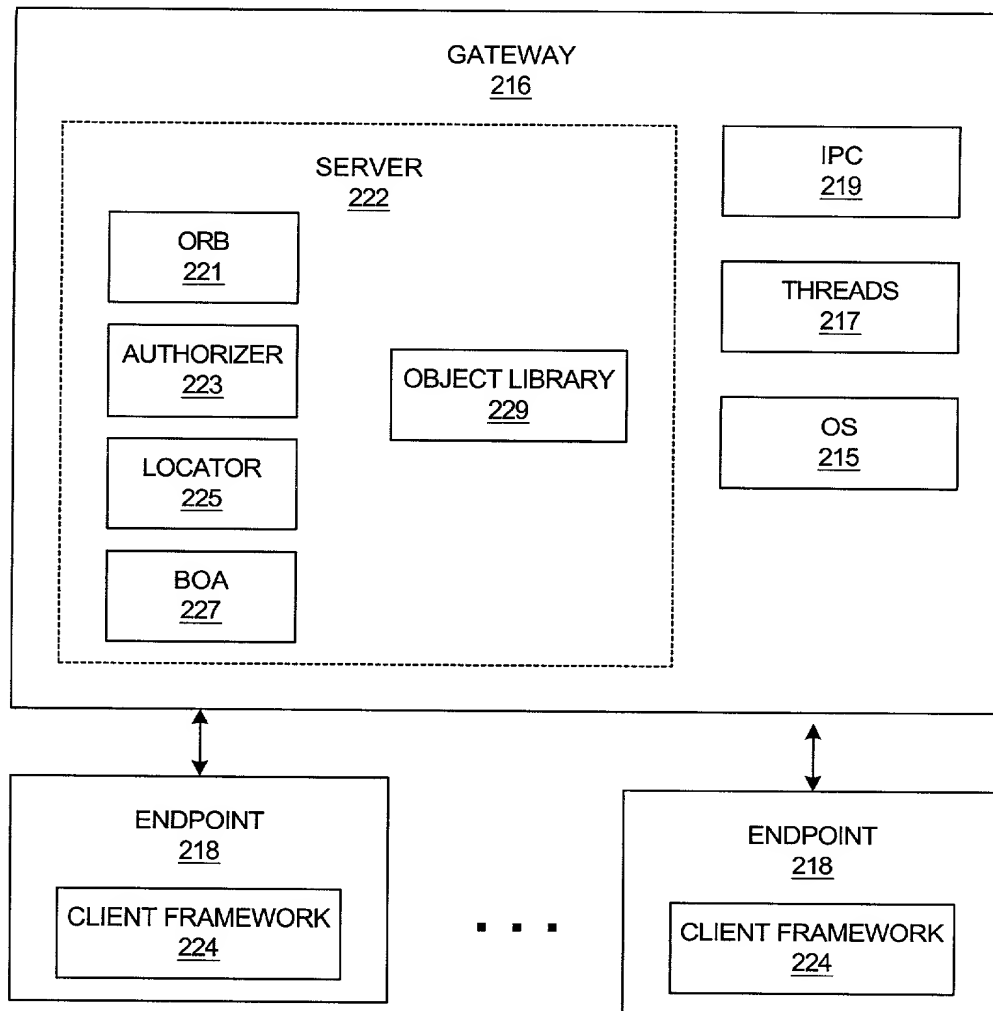 GATEWAY
216
SERVER
222
ORB
221
AUTHORIZER
223
LOCATOR
225
BOA
227
OBJECT LIBRARY
229
IPC
219
THREADS
217
OS
215
ENDPOINT
218
CLIENT FRAMEWORK
224
ENDPOINT
218
CLIENT FRAMEWORK
224